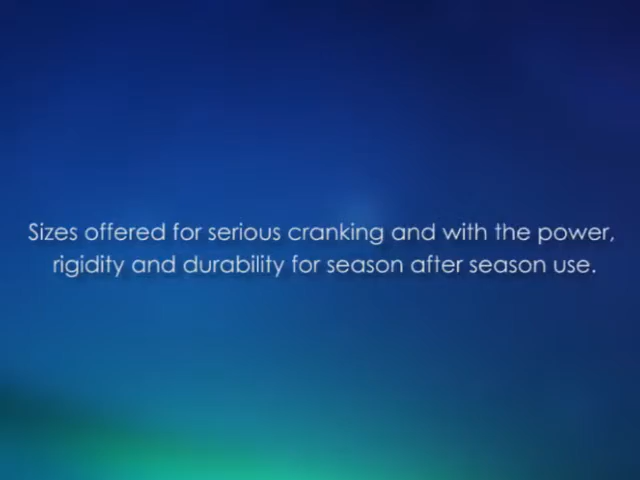 Sizes offered for serious cranking and with the power,
rigidity and durability for season after season use.